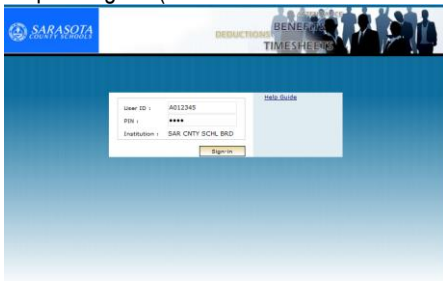 SARASOTA
COUNTY SCHOOLS
DEDUCTIONS
BENEFITS
TIMESHEETS
User ID : A012345
PIN : ••••
Institution : SAR CNTY SCHL BRD
Sign-in
Help Guide